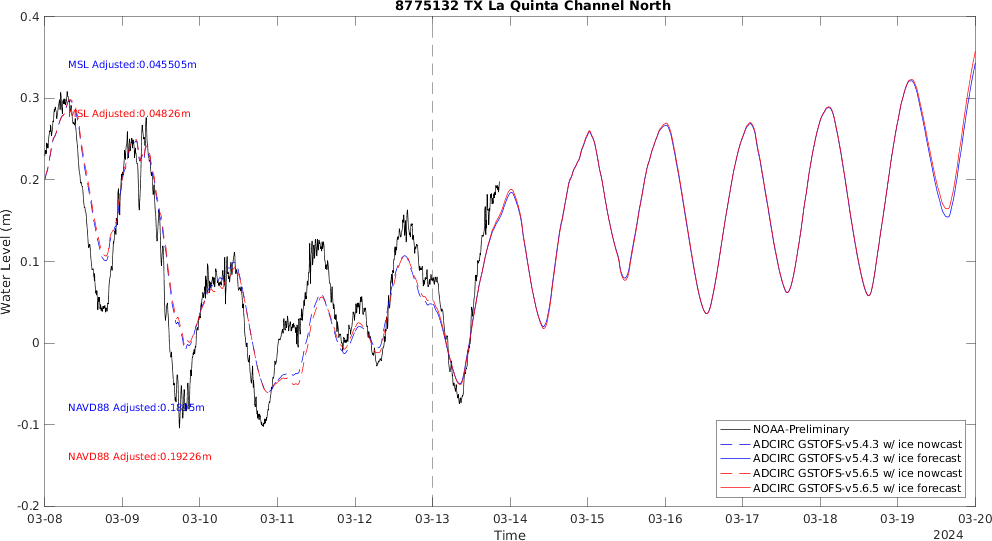 8775132 TX La Quinta Channel North
0.4
0.3
0.2
0.1
0
-0.1
-0.2
Water Level (m)
MSL Adjusted:0.045505m
MSL Adjusted:0.04826m
NAVD88 Adjusted:
NAVD88 Adjusted:0.19226m
NOAA-Preliminary
ADCIRC GSTOFS-v5.4.3 w/ ice nowcast
ADCIRC GSTOFS-v5.4.3 w/ ice forecast
ADCIRC GSTOFS-v5.6.5 w/ ice nowcast
ADCIRC GSTOFS-v5.6.5 w/ ice forecast
03-08 03-09 03-10 03-11 03-12 03-13 03-14 03-15 03-16 03-17 03-18 03-19 03-20
Time
2024